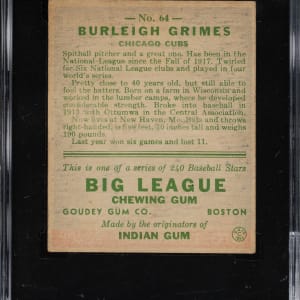 — No. 64 —
BURLEIGH GRIMES
CHICAGO CUBS
Spitball pitcher and a great one. Has been in the
National League since the Fall of 1917. Twirled
for Six National League clubs and played in four
world's series.
Pretty close to 40 years old, but still able to
fool the batters. Born on a farm in Wisconsin and
worked in the lumber camps, where he developed
considerable strength. Broke into baseball in
1913 with Ottumwa in the Central Association.
Now lives at New Haven, Mo. Bats and throws
right-handed, is five feet, 10 inches tall and weighs
190 pounds.
Last year won six games and lost 11.
This is one of a series of 240 Baseball Stars
BIG LEAGUE
CHEWING GUM
GOUDEY GUM CO. BOSTON
Made by the originators of
INDIAN GUM